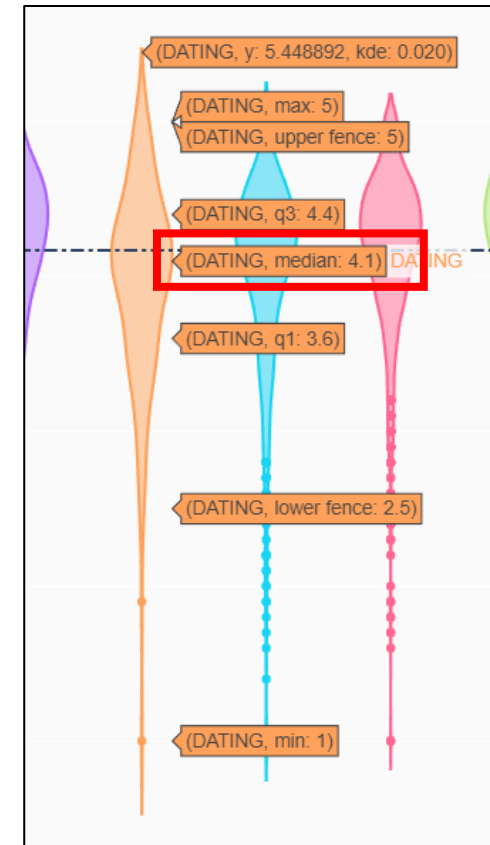 (DATING, y: 5.448892, kde: 0.020)
(DATING, max: 5)
(DATING, upper fence: 5)
(DATING, q3: 4.4)
(DATING, median: 4.1) DATING
(DATING, q1: 3.6)
(DATING, lower fence: 2.5)
(DATING, min: 1)